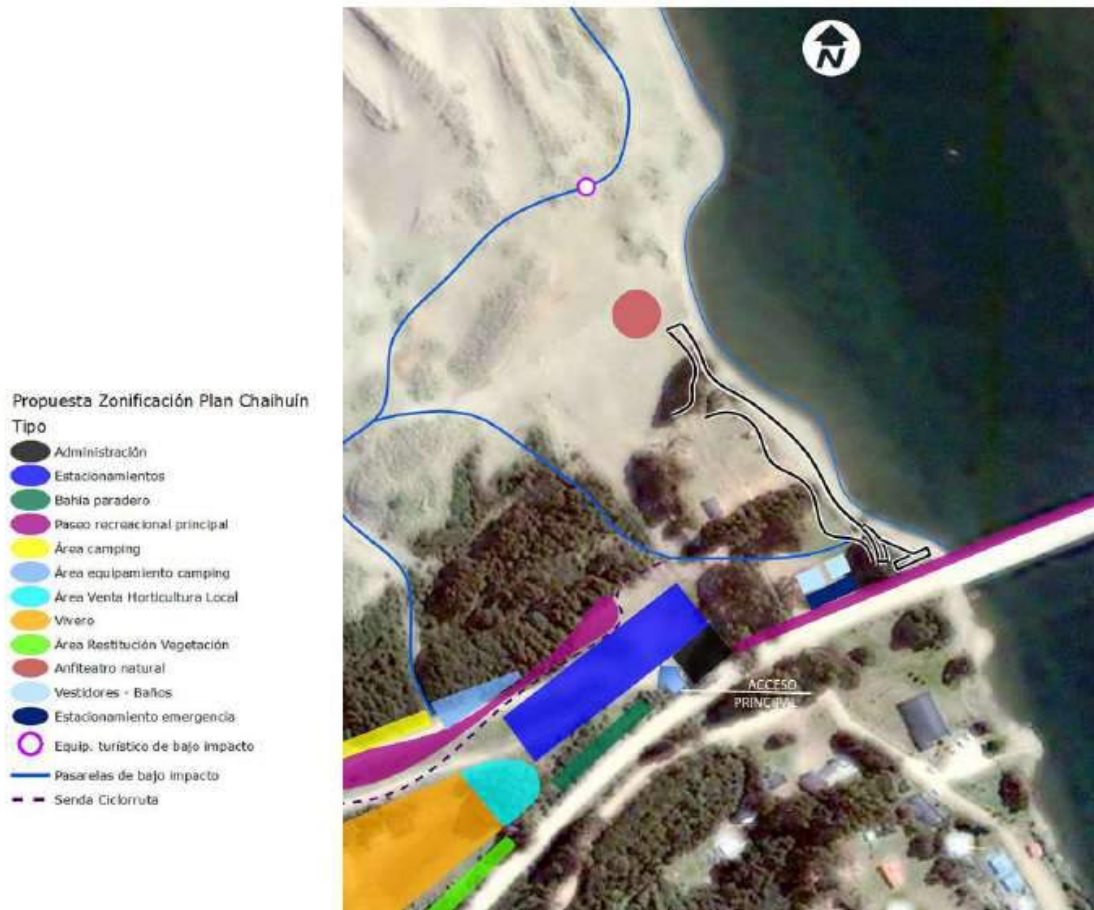 N
Propuesta Zonificación Plan Chaihuín
Tipo
Administración
Estacionamientos
Bahía paradero
Paseo recreacional principal
Área camping
Área equipamiento camping
Área Venta Horticultura Local
Vivero
Área Restitución Vegetación
Anfiteatro natural
Vestidores - Baños
Estacionamiento emergencia
Equip. turístico de bajo impacto
Pasarelas de bajo impacto
Senda Ciclorruta
ACCESO
PRINCIPAL